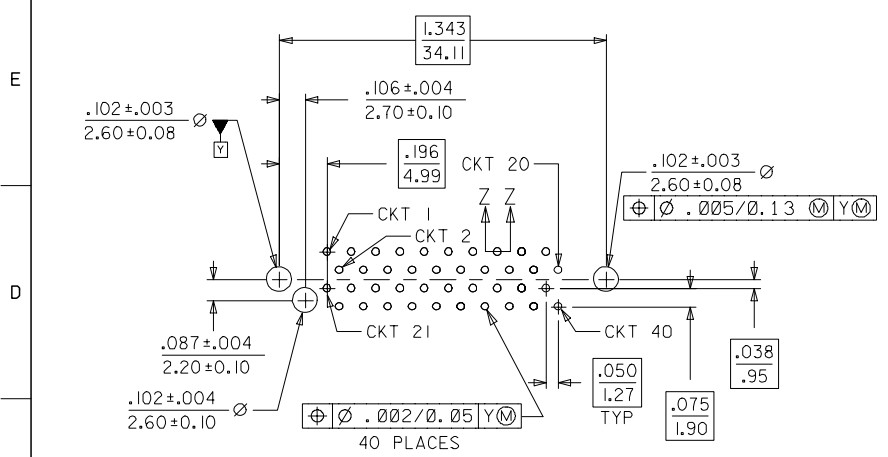 1.343
34.11
E
.106±.004
2.70±0.10
.102±.003 Ø
2.60±0.08
Y
.196
4.99
CKT 20
Z Z
.102±.003 Ø
2.60±0.08
⌖ Ø .005/0.13 Ⓜ YⓂ
CKT 1
CKT 2
D
CKT 21
CKT 40
.087±.004
2.20±0.10
.038
.95
.050
1.27
TYP
.075
1.90
.102±.004 Ø
2.60±0.10
⌖ Ø .002/0.05 YⓂ
40 PLACES